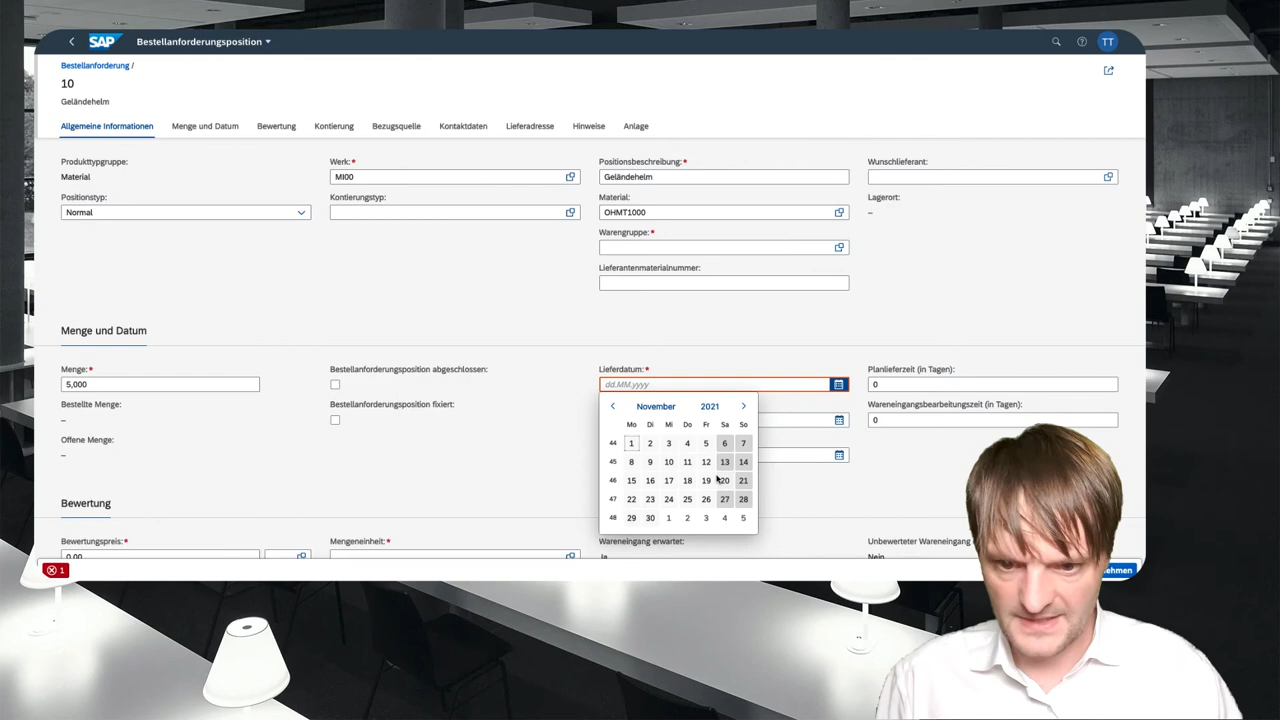 SAP Bestellanforderungsposition
TT
Bestellanforderung /
10
Geländehelm
Allgemeine Informationen Menge und Datum Bewertung Kontierung Bezugsquelle Kontaktdaten Lieferadresse Hinweise Anlage
Produkttypgruppe: Werk:* Positionsbeschreibung:* Wunschlieferant:
Material MI00 Geländehelm
Positionstyp: Kontierungstyp: Material: Lagerort:
Normal OHMT1000 –
Warengruppe:*
Lieferantenmaterialnummer:
Menge und Datum
Menge:* Bestellanforderungsposition abgeschlossen: Lieferdatum:* Planlieferzeit (in Tagen):
5,000 dd.MM.yyyy 0
Bestellte Menge: Bestellanforderungsposition fixiert: Wareneingangsbearbeitungszeit (in Tagen):
– 0
Offene Menge:
–
November 2021
Mo Di Mi Do Fr Sa So
44 1 2 3 4 5 6 7
45 8 9 10 11 12 13 14
46 15 16 17 18 19 20 21
47 22 23 24 25 26 27 28
48 29 30 1 2 3 4 5
Bewertung
Bewertungspreis:* Mengeneinheit:* Wareneingang erwartet: Unbewerteter Wareneingang
0,00 Ja Nein
1 ehmen